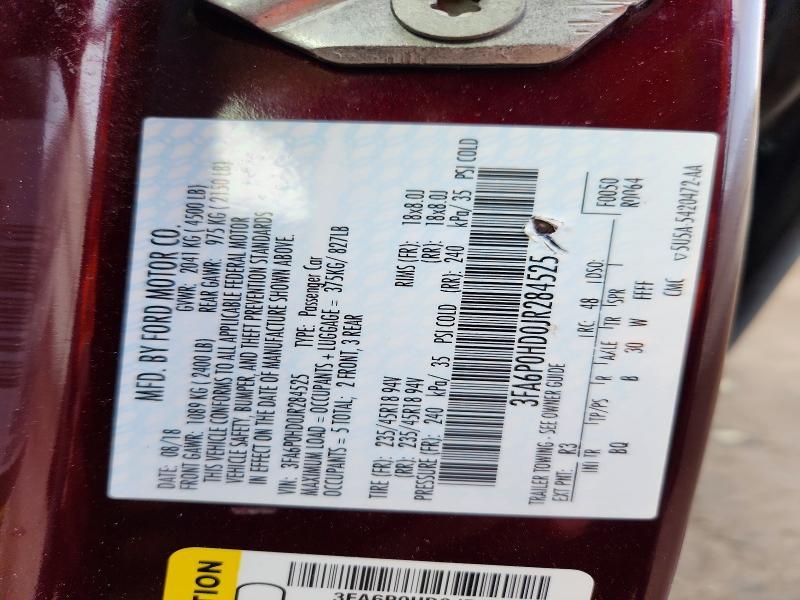 MFD. BY FORD MOTOR CO.
DATE: 08/18 GVWR: 2041 KG ( 4500 LB)
FRONT GAWR: 1089 KG ( 2400 LB) REAR GAWR: 975 KG ( 2150 LB)
THIS VEHICLE CONFORMS TO ALL APPLICABLE FEDERAL MOTOR
VEHICLE SAFETY, BUMPER, AND THEFT PREVENTION STANDARDS
IN EFFECT ON THE DATE OF MANUFACTURE SHOWN ABOVE.
VIN: 3FA6P0HD0JR284525 TYPE: Passenger Car
MAXIMUM LOAD = OCCUPANTS + LUGGAGE = 375KG/ 827LB
OCCUPANTS = 5 TOTAL; 2 FRONT, 3 REAR
TIRE (FR): 235/45R18 94V RIMS (FR): 18x8.0J
(RR): 235/45R18 94V (RR): 18x8.0J
PRESSURE (FR): 240 kPa/ 35 PSI COLD (RR): 240 kPa/ 35 PSI COLD
3FA6P0HD0JR284525
TRAILER TOWING - SEE OWNER GUIDE
EXT PNT: R3 LRC: 48 DSO: F0050
INT TR TP/PS R AXLE TR SPR R9064
BQ B 30 W I FFFF
CMC 5U5A-5420472-AA